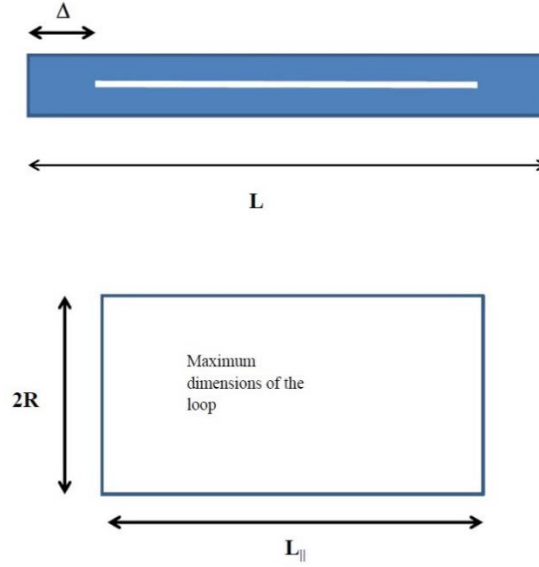 Δ
L
Maximum
dimensions of the
loop
2R
L||